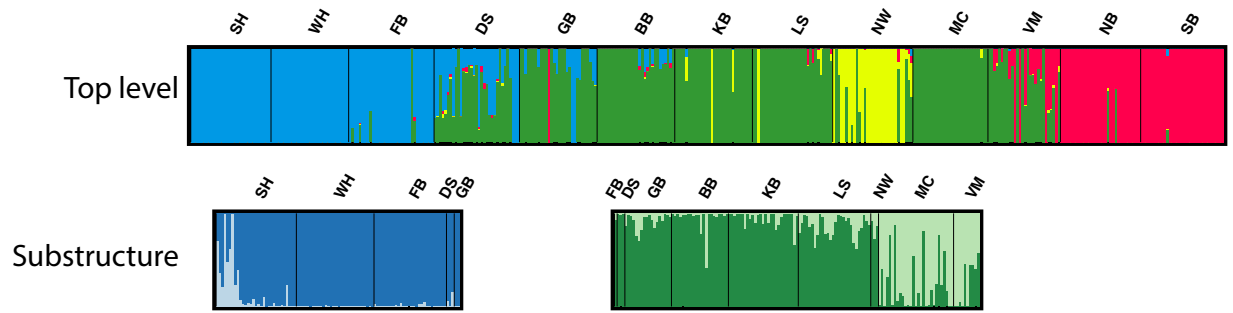 SH WH FB DS GB BB KB LS NW MC VM NB SB
Top level
SH WH FB DS GB FB DS GB BB KB LS NW MC VM
Substructure